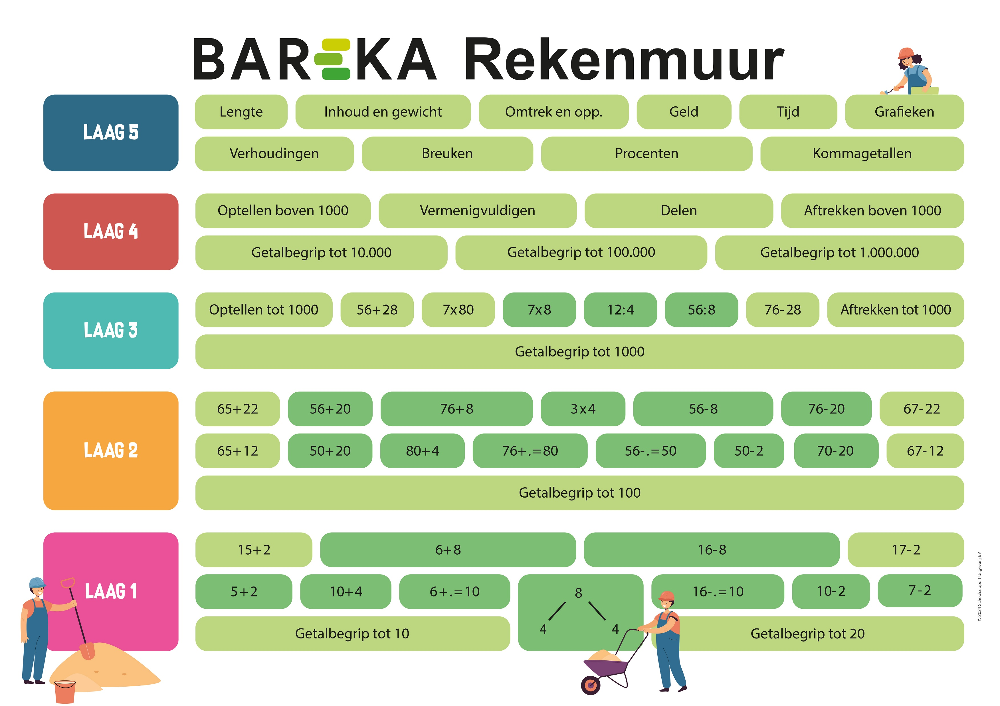 BAREKA Rekenmuur
LAAG 5
Lengte
Inhoud en gewicht
Omtrek en opp.
Geld
Tijd
Grafieken
Verhoudingen
Breuken
Procenten
Kommagetallen
LAAG 4
Optellen boven 1000
Vermenigvuldigen
Delen
Aftrekken boven 1000
Getalbegrip tot 10.000
Getalbegrip tot 100.000
Getalbegrip tot 1.000.000
LAAG 3
Optellen tot 1000
56+28
7x80
7x8
12:4
56:8
76-28
Aftrekken tot 1000
Getalbegrip tot 1000
LAAG 2
65+22
56+20
76+8
3x4
56-8
76-20
67-22
65+12
50+20
80+4
76+.=80
56-.=50
50-2
70-20
67-12
Getalbegrip tot 100
LAAG 1
15+2
6+8
16-8
17-2
5+2
10+4
6+.=10
8
4 4
16-.=10
10-2
7-2
Getalbegrip tot 10
Getalbegrip tot 20
© 2024 Schoolsupport Uitgeverij BV